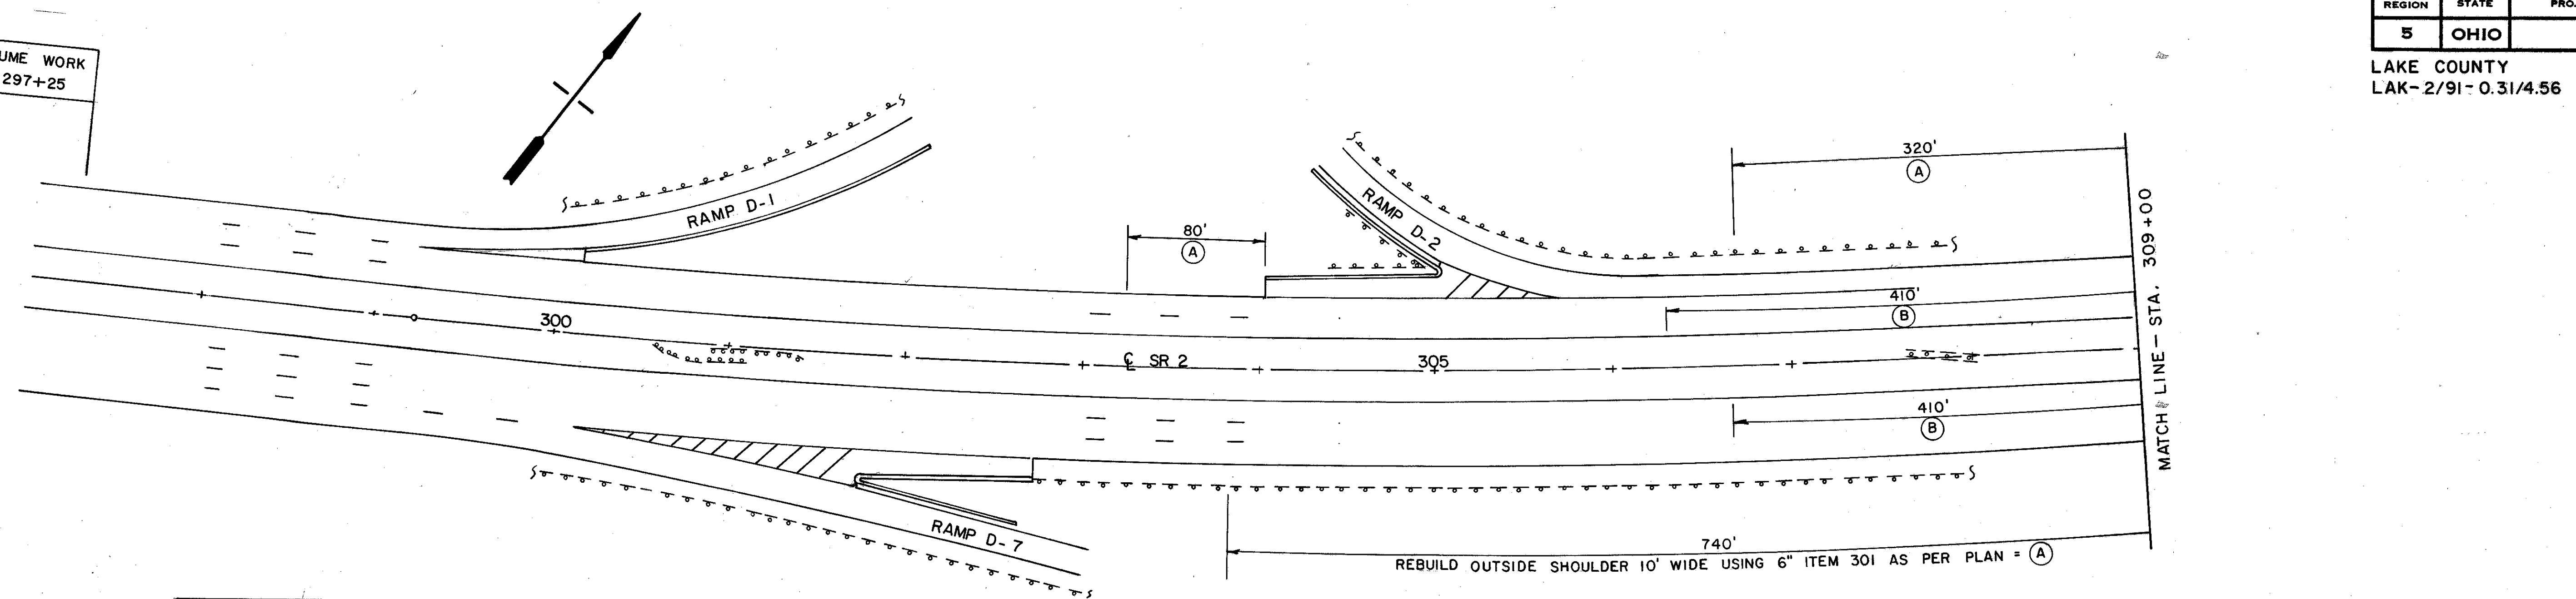 UME WORK
297+25
REGION STATE PROJ.
5 OHIO
LAKE COUNTY
LAK-2/91-0.31/4.56
RAMP D-1
RAMP D-2
320'
A
80'
A
410'
B
300
℄ SR 2
305
410'
B
MATCH LINE - STA. 309+00
RAMP D-7
740'
REBUILD OUTSIDE SHOULDER 10' WIDE USING 6" ITEM 301 AS PER PLAN = A